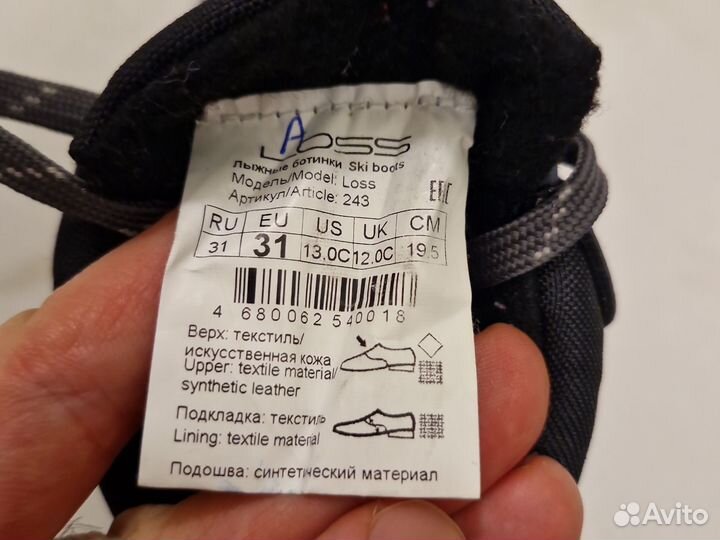 A
LOSS
Лыжные ботинки Ski boots
Модель/Model: Loss
Артикул/Article: 243
EAC
RU EU US UK CM
31 31 13.0C 12.0C 19.5
4 680062 540018
Верх: текстиль/
искусственная кожа
Upper: textile material/
synthetic leather
Подкладка: текстиль
Lining: textile material
Подошва: синтетический материал
Avito